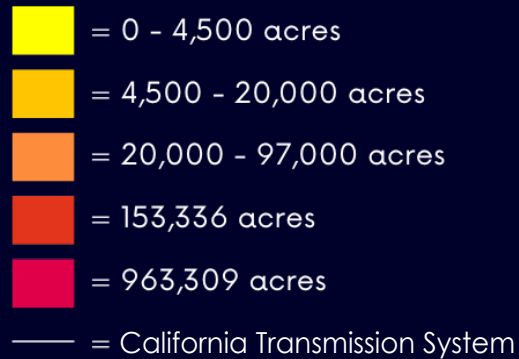 = 0 - 4,500 acres
= 4,500 - 20,000 acres
= 20,000 - 97,000 acres
= 153,336 acres
= 963,309 acres
= California Transmission System